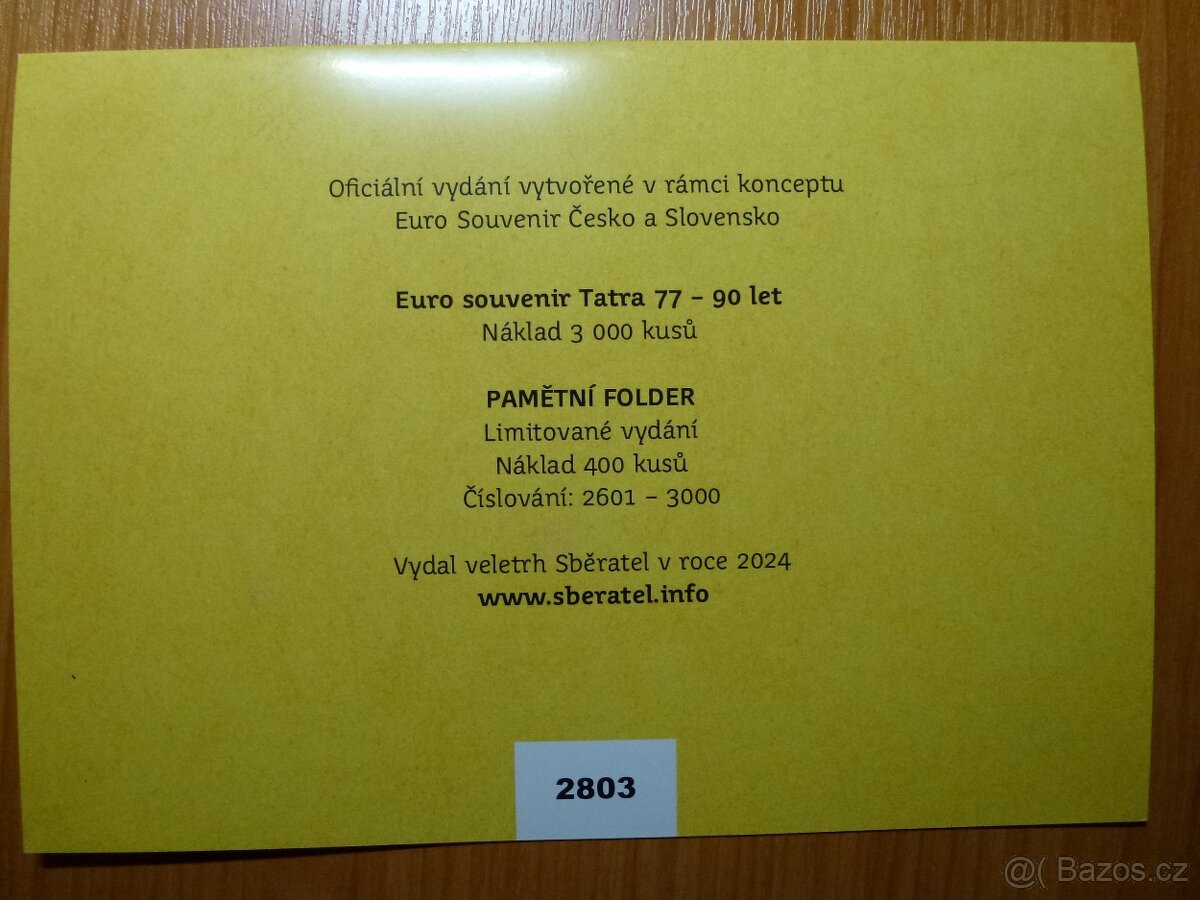 Oficiální vydání vytvořené v rámci konceptu
Euro Souvenir Česko a Slovensko
Euro souvenir Tatra 77 – 90 let
Náklad 3 000 kusů
PAMĚTNÍ FOLDER
Limitované vydání
Náklad 400 kusů
Číslování: 2601 – 3000
Vydal veletrh Sběratel v roce 2024
www.sberatel.info
2803
@( Bazos.cz